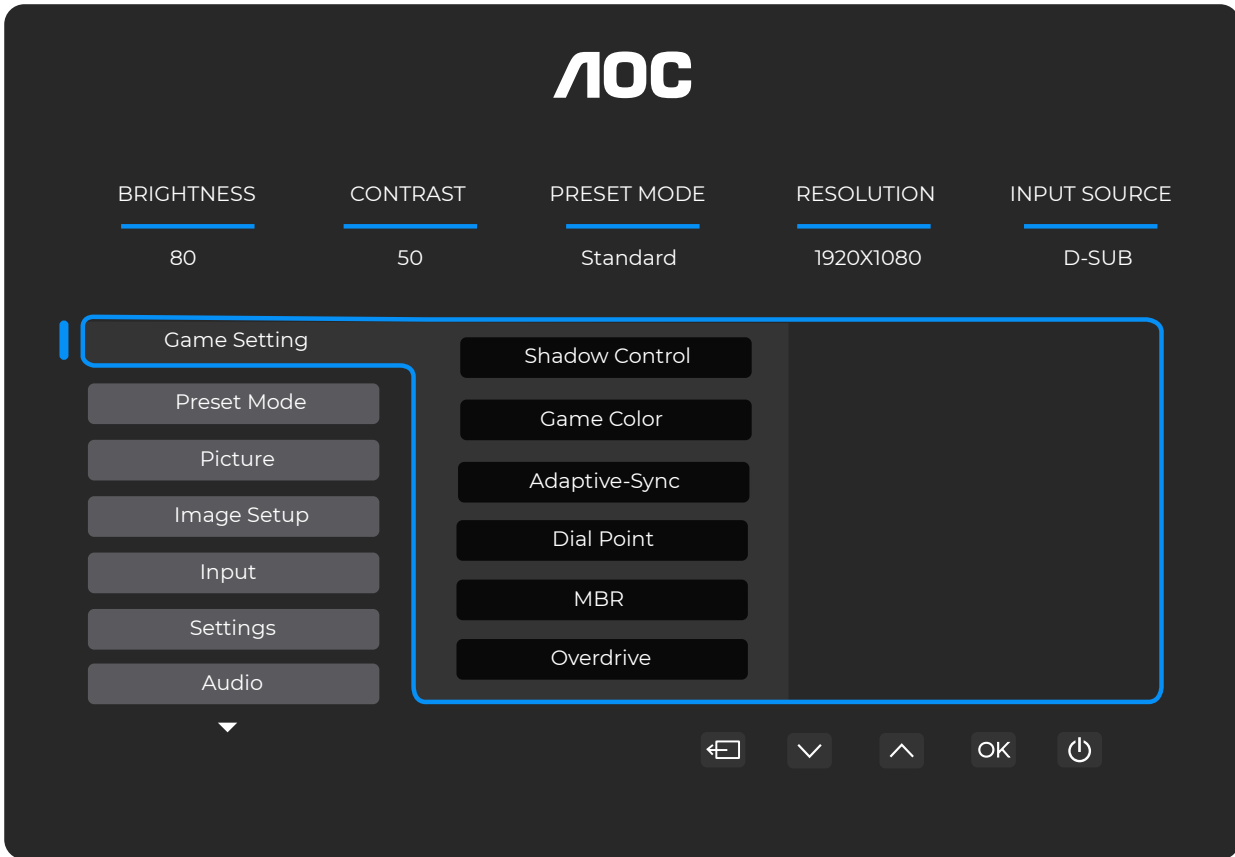 AOC
BRIGHTNESS CONTRAST PRESET MODE RESOLUTION INPUT SOURCE
80 50 Standard 1920X1080 D-SUB
Game Setting
Preset Mode
Picture
Image Setup
Input
Settings
Audio
Shadow Control
Game Color
Adaptive-Sync
Dial Point
MBR
Overdrive
OK